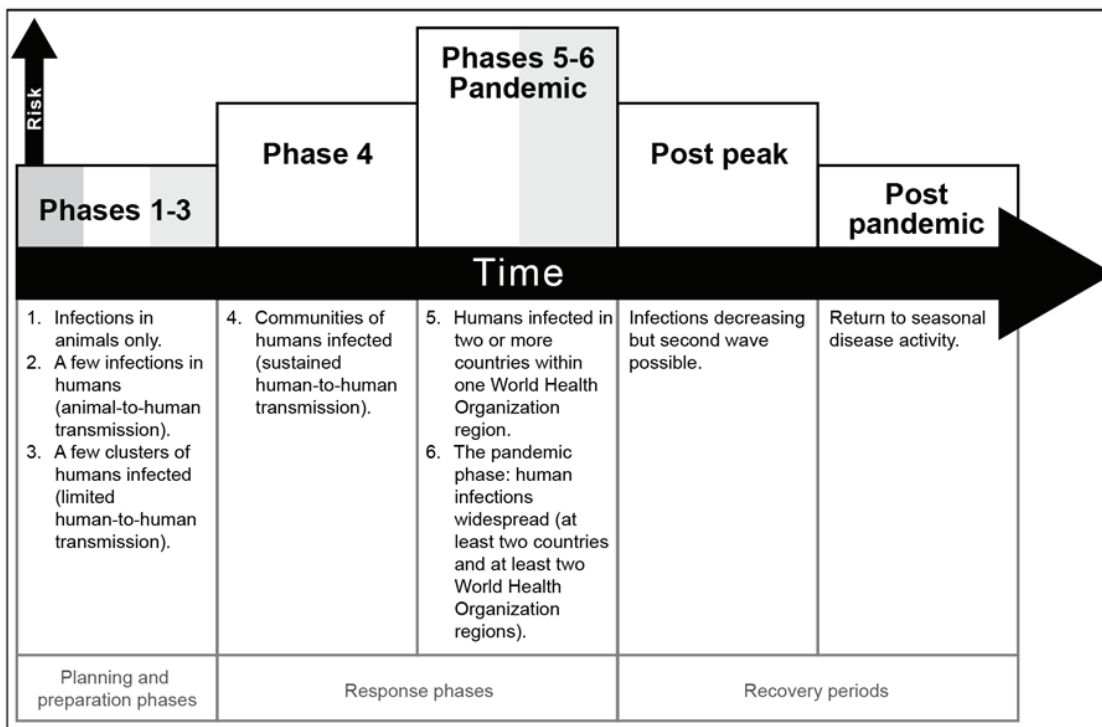 Risk
Phases 1-3
Phase 4
Phases 5-6
Pandemic
Post peak
Post
pandemic
Time
1. Infections in
animals only.
2. A few infections in
humans
(animal-to-human
transmission).
3. A few clusters of
humans infected
(limited
human-to-human
transmission).
4. Communities of
humans infected
(sustained
human-to-human
transmission).
5. Humans infected in
two or more
countries within
one World Health
Organization
region.
6. The pandemic
phase: human
infections
widespread (at
least two countries
and at least two
World Health
Organization
regions).
Infections decreasing
but second wave
possible.
Return to seasonal
disease activity.
Planning and
preparation phases
Response phases
Recovery periods